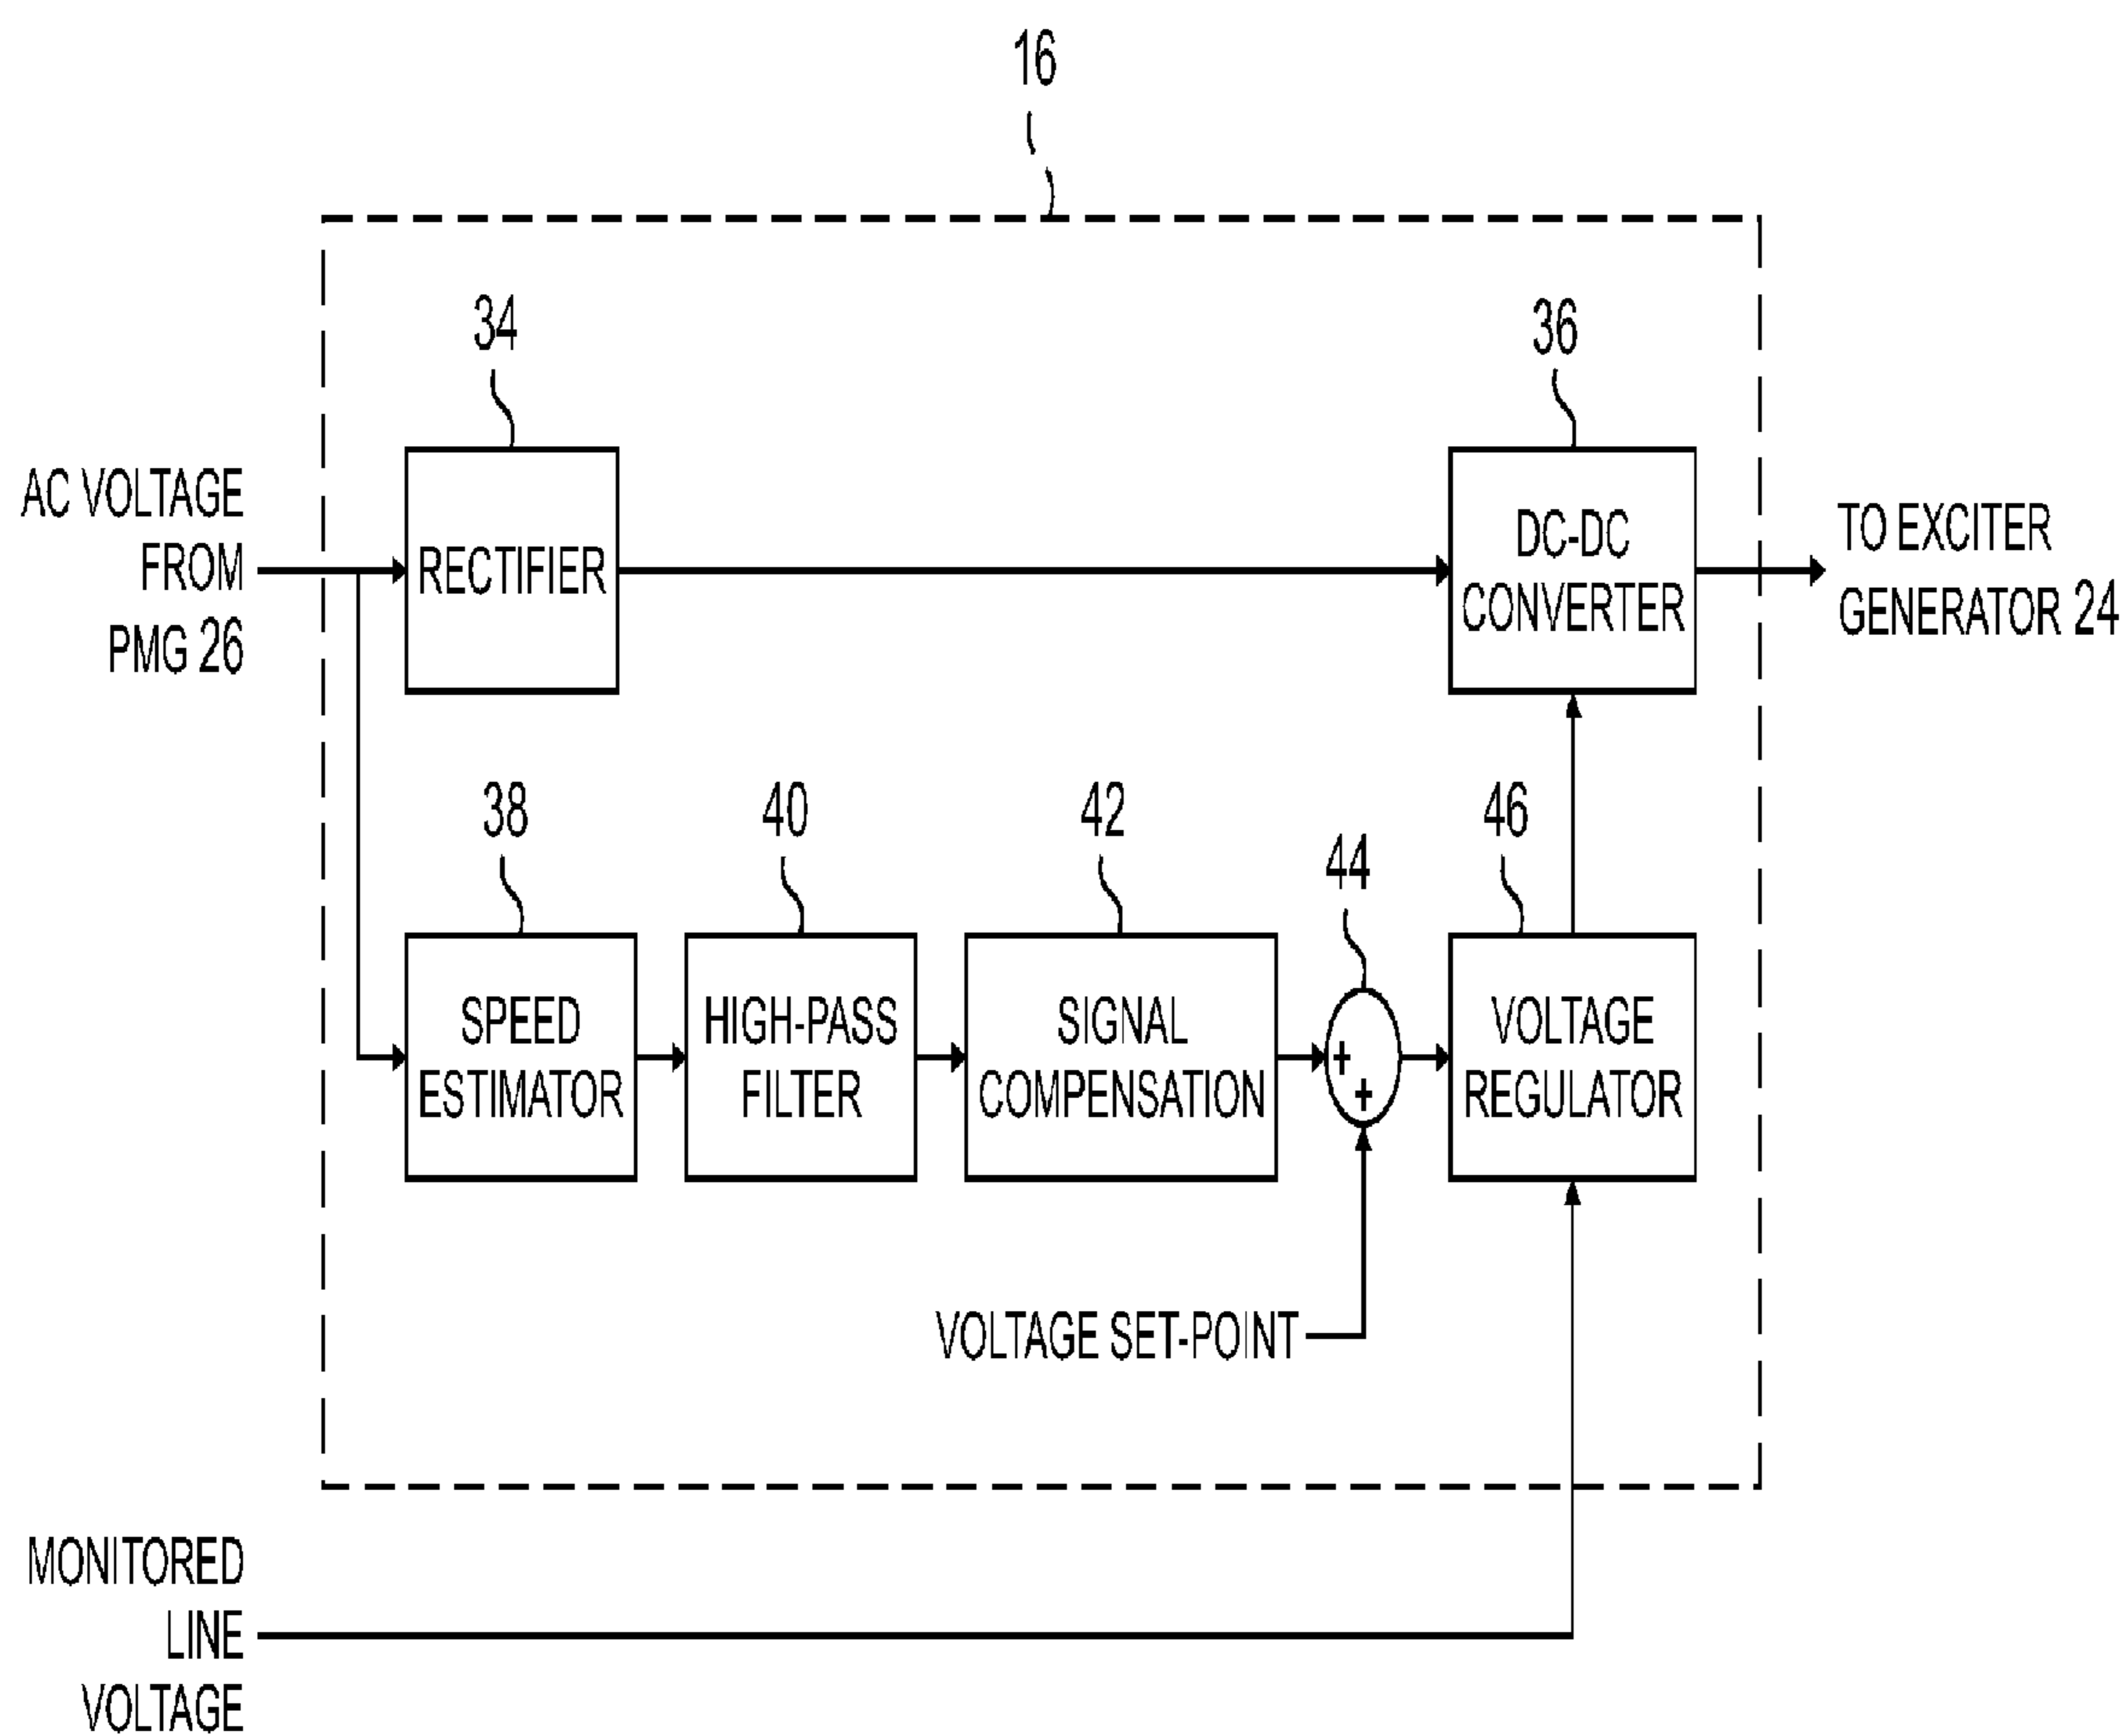 16
34
36
AC VOLTAGE
FROM
PMG 26
RECTIFIER
DC-DC
CONVERTER
TO EXCITER
GENERATOR 24
38
40
42
44
46
SPEED
ESTIMATOR
HIGH-PASS
FILTER
SIGNAL
COMPENSATION
+
+
VOLTAGE
REGULATOR
VOLTAGE SET-POINT
MONITORED
LINE
VOLTAGE